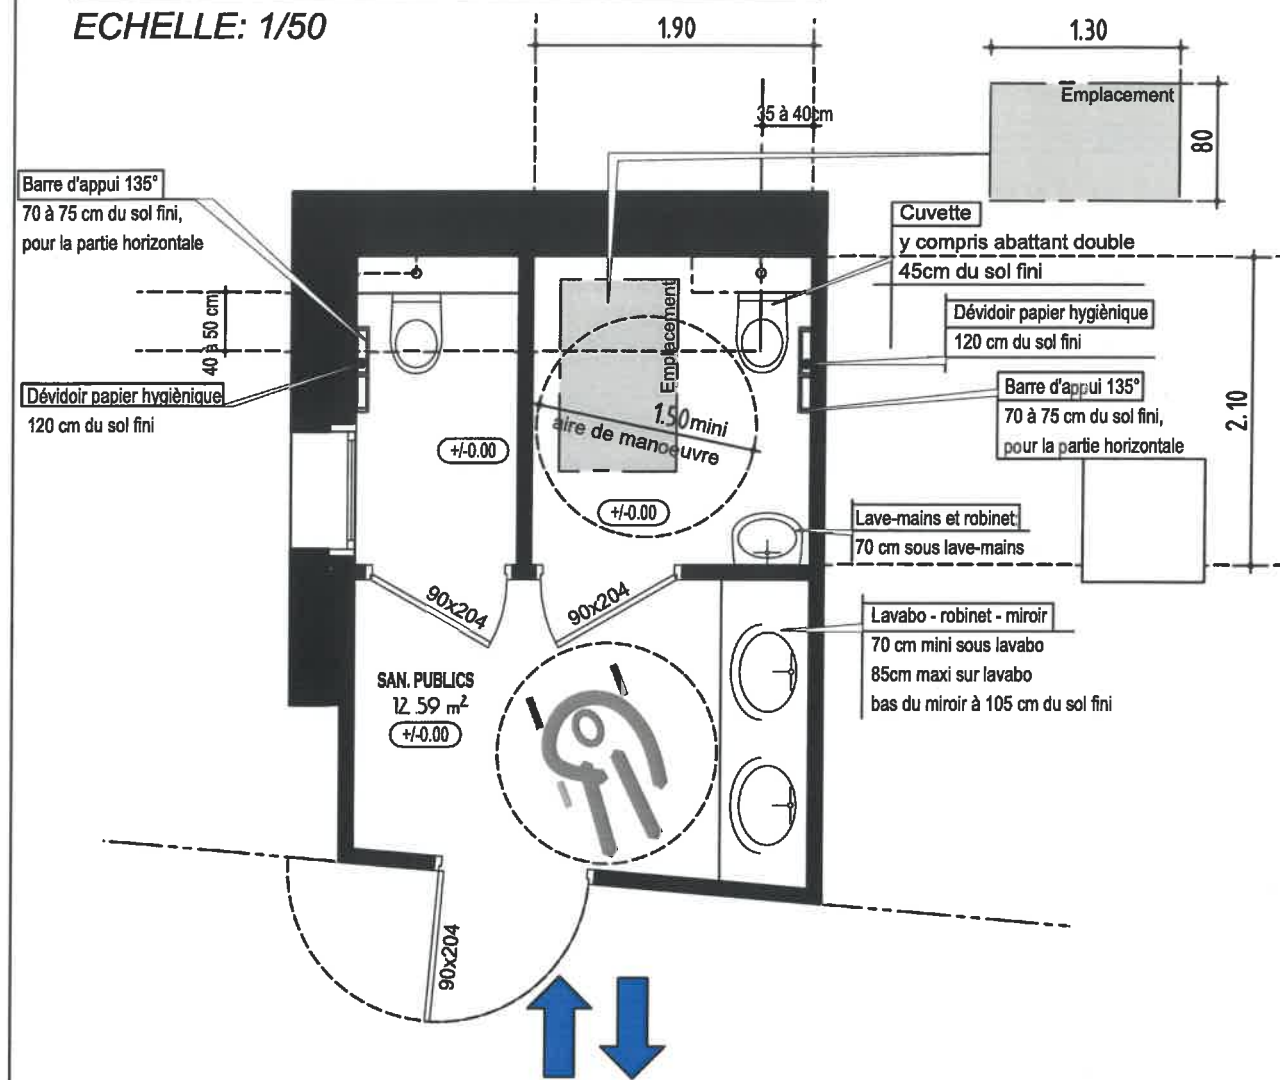 ECHELLE: 1/50
1.90
1.30
35 à 40cm
Emplacement
80
Barre d'appui 135°
70 à 75 cm du sol fini,
pour la partie horizontale
Cuvette
y compris abattant double
45cm du sol fini
40 à 50 cm
Emplacement
Dévidoir papier hygiènique
120 cm du sol fini
Dévidoir papier hygiènique
120 cm du sol fini
Barre d'appui 135°
70 à 75 cm du sol fini,
pour la partie horizontale
2.10
1.50 mini
aire de manoeuvre
+/-0.00
+/-0.00
Lave-mains et robinet
70 cm sous lave-mains
90x204
90x204
Lavabo - robinet - miroir
70 cm mini sous lavabo
85cm maxi sur lavabo
bas du miroir à 105 cm du sol fini
SAN. PUBLICS
12.59 m²
+/-0.00
90x204